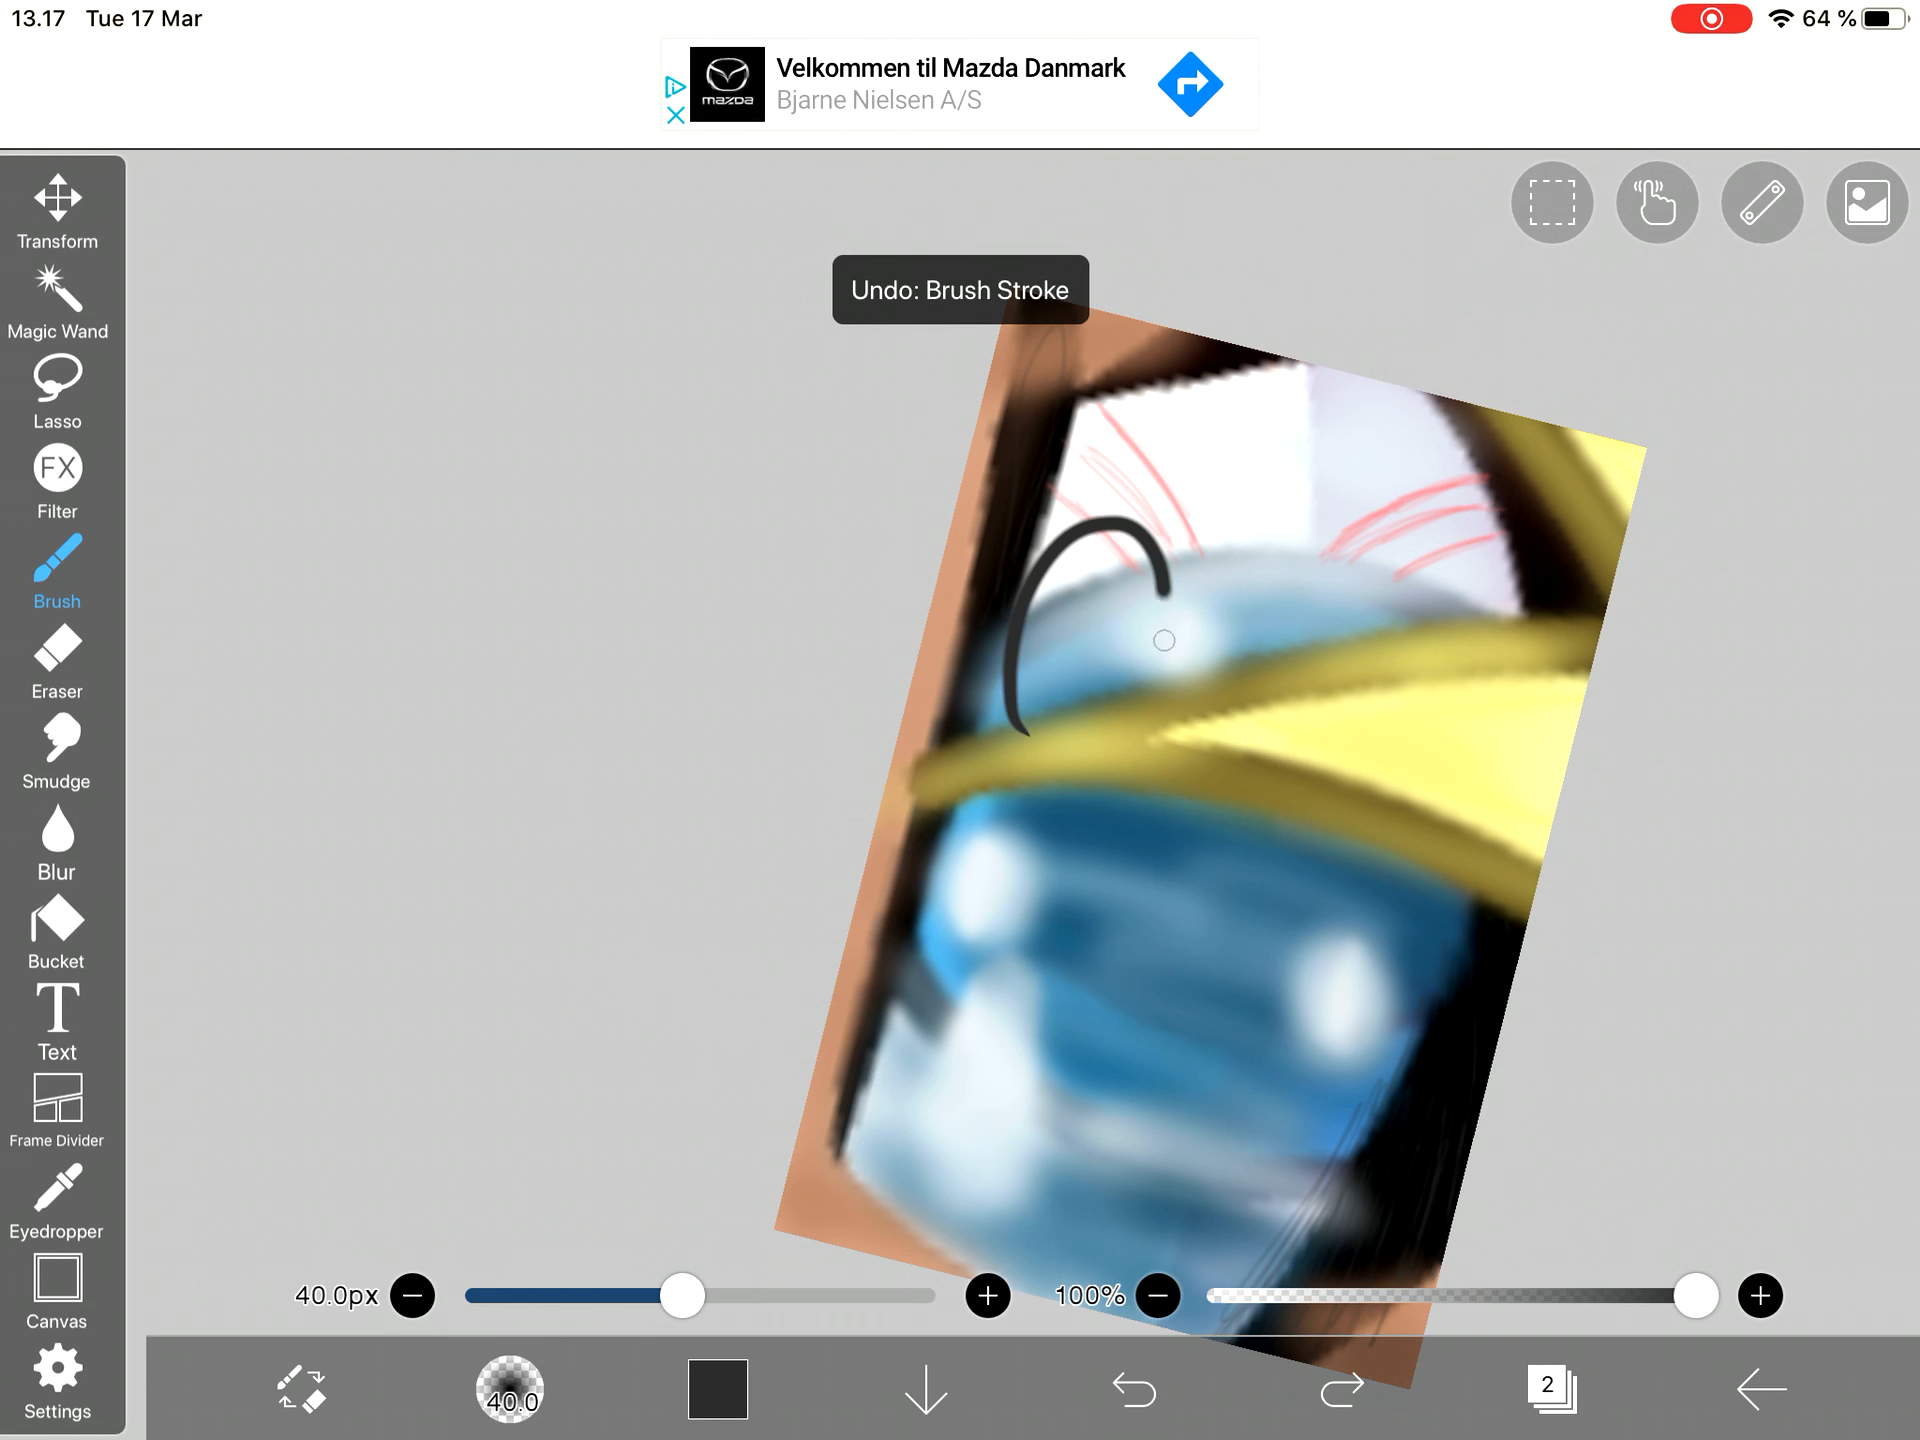 13.17 Tue 17 Mar
64 %
mazda
Velkommen til Mazda Danmark
Bjarne Nielsen A/S
Transform
Magic Wand
Lasso
FX
Filter
Brush
Eraser
Smudge
Blur
Bucket
T
Text
Frame Divider
Eyedropper
Canvas
Settings
Undo: Brush Stroke
40.0px
100%
40.0
2